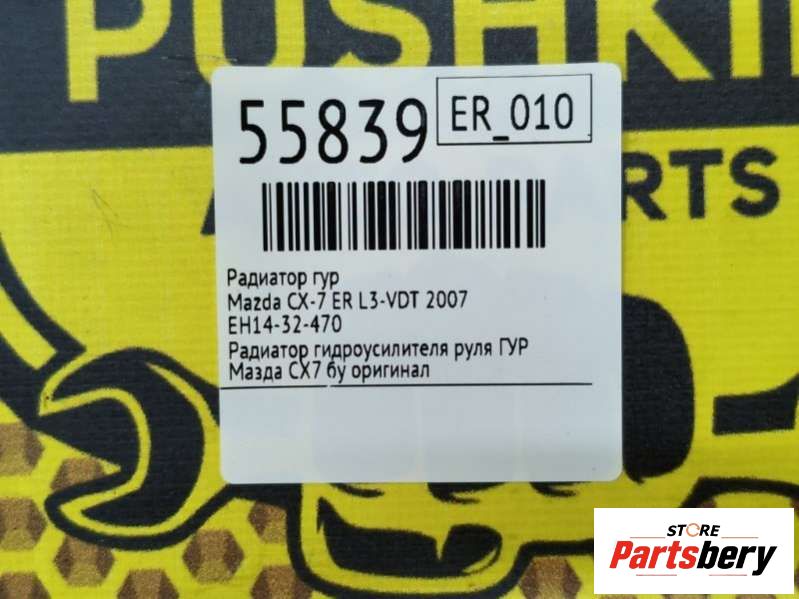 PUSHKI
55839
ER_010
RTS
Радиатор гур
Mazda CX-7 ER L3-VDT 2007
EH14-32-470
Радиатор гидроусилителя руля ГУР
Мазда СХ7 бу оригинал
STORE
Partsbery